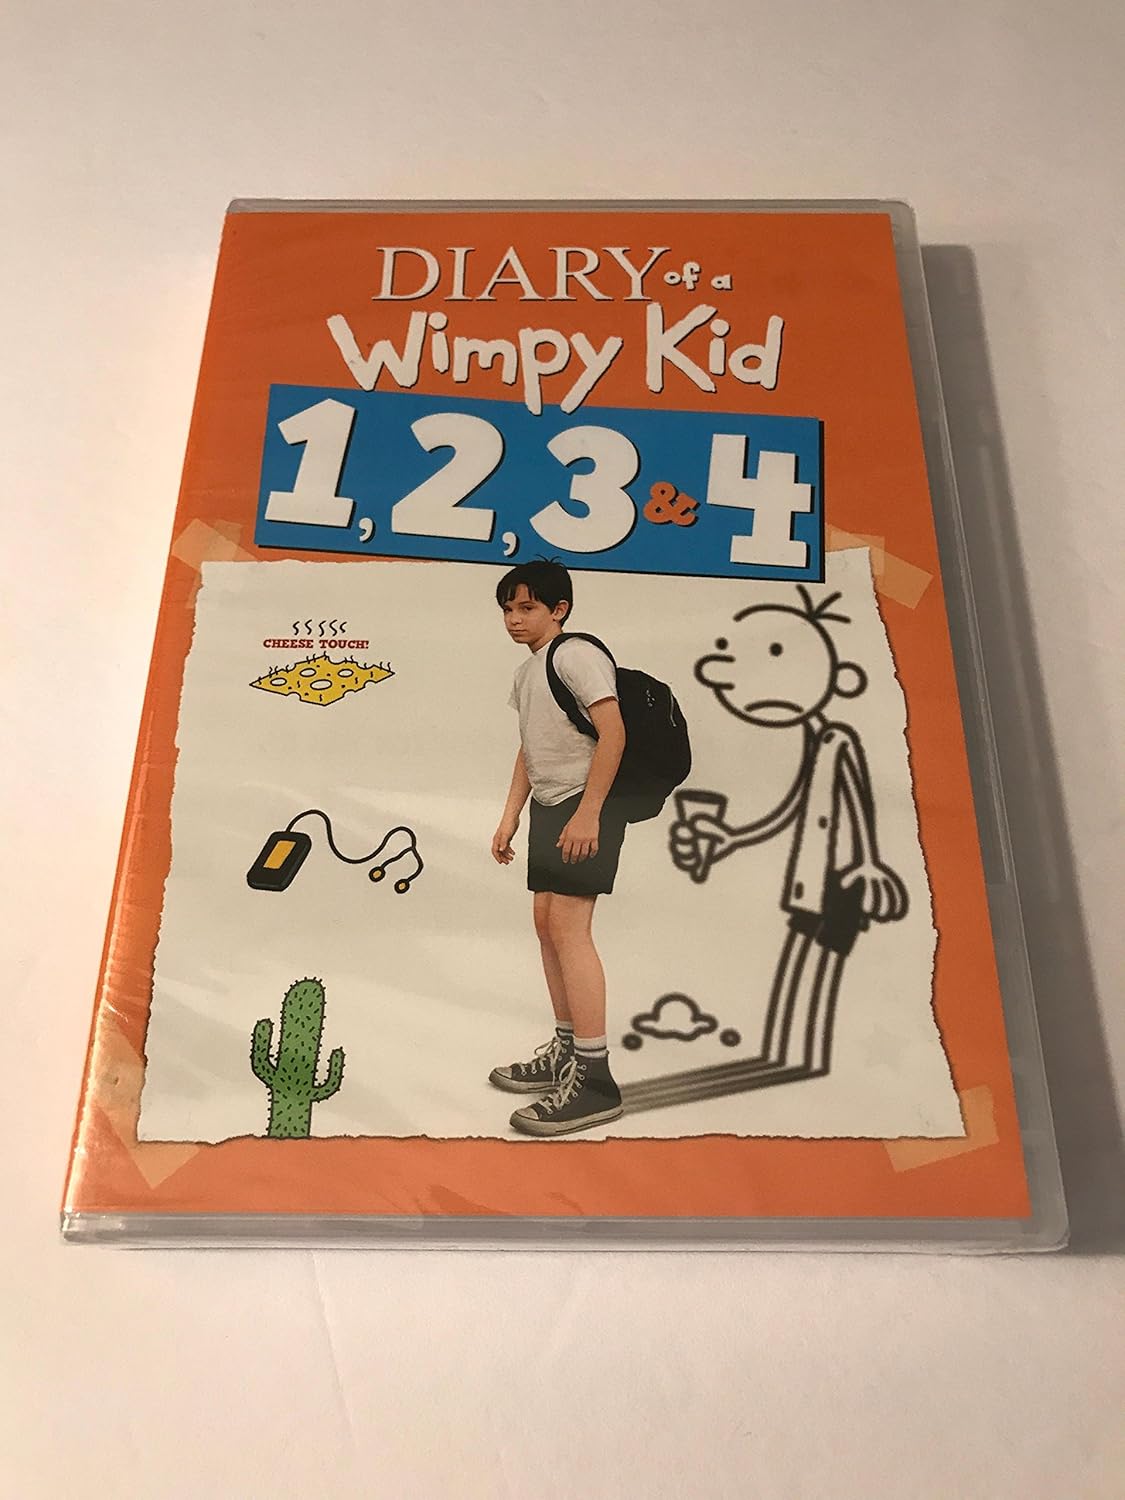 DIARY of a
Wimpy Kid
1, 2, 3 & 4
CHEESE TOUCH!